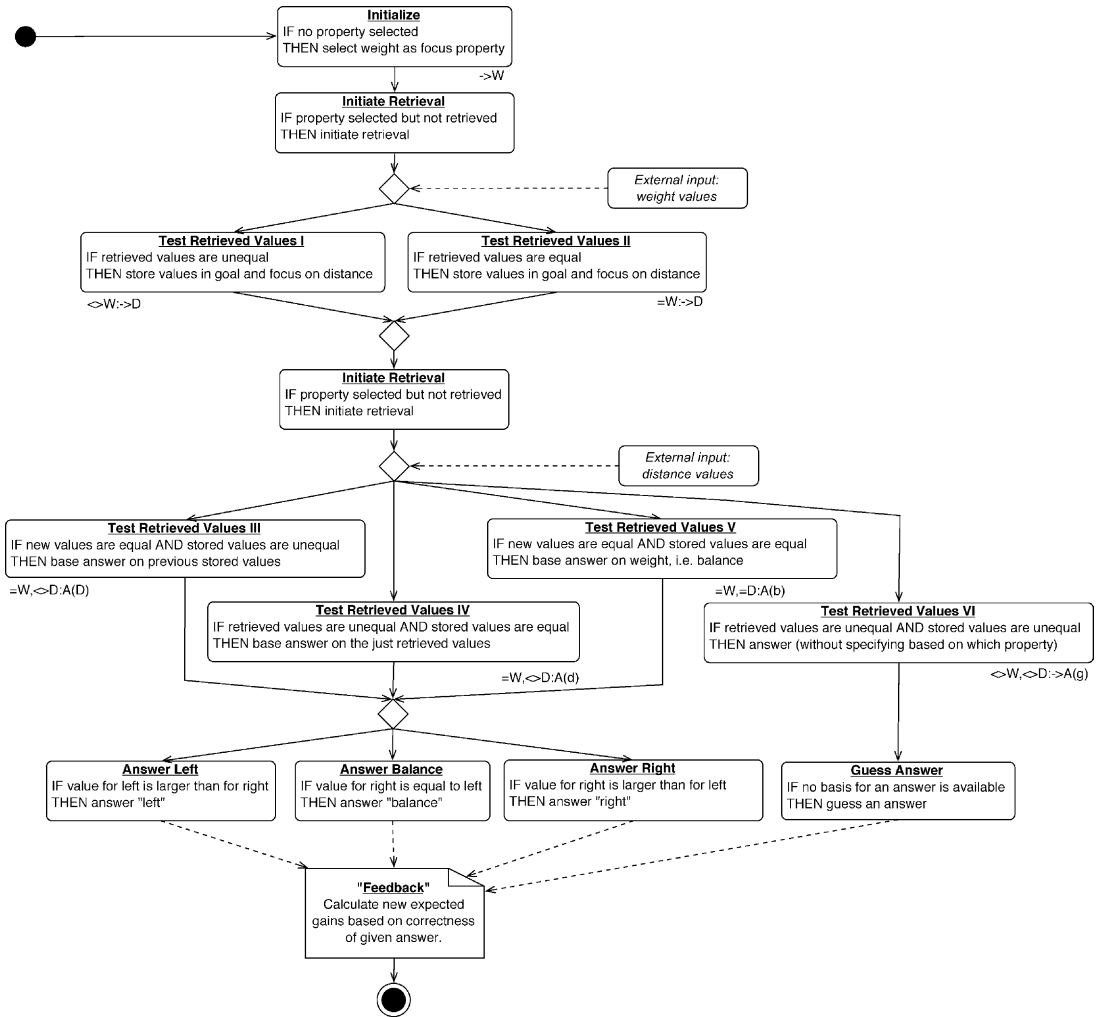 Initialize
IF no property selected
THEN select weight as focus property
->W
Initiate Retrieval
IF property selected but not retrieved
THEN initiate retrieval
External input:
weight values
Test Retrieved Values I
IF retrieved values are unequal
THEN store values in goal and focus on distance
<>W:->D
Test Retrieved Values II
IF retrieved values are equal
THEN store values in goal and focus on distance
=W:->D
Initiate Retrieval
IF property selected but not retrieved
THEN initiate retrieval
External input:
distance values
Test Retrieved Values III
IF new values are equal AND stored values are unequal
THEN base answer on previous stored values
=W,<>D:A(D)
Test Retrieved Values V
IF new values are equal AND stored values are equal
THEN base answer on weight, i.e. balance
=W,=D:A(b)
Test Retrieved Values IV
IF retrieved values are unequal AND stored values are equal
THEN base answer on the just retrieved values
=W,<>D:A(d)
Test Retrieved Values VI
IF retrieved values are unequal AND stored values are unequal
THEN answer (without specifying based on which property)
<>W,<>D:->A(g)
Answer Left
IF value for left is larger than for right
THEN answer "left"
Answer Balance
IF value for right is equal to left
THEN answer "balance"
Answer Right
IF value for right is larger than for left
THEN answer "right"
Guess Answer
IF no basis for an answer is available
THEN guess an answer
"Feedback"
Calculate new expected
gains based on correctness
of given answer.